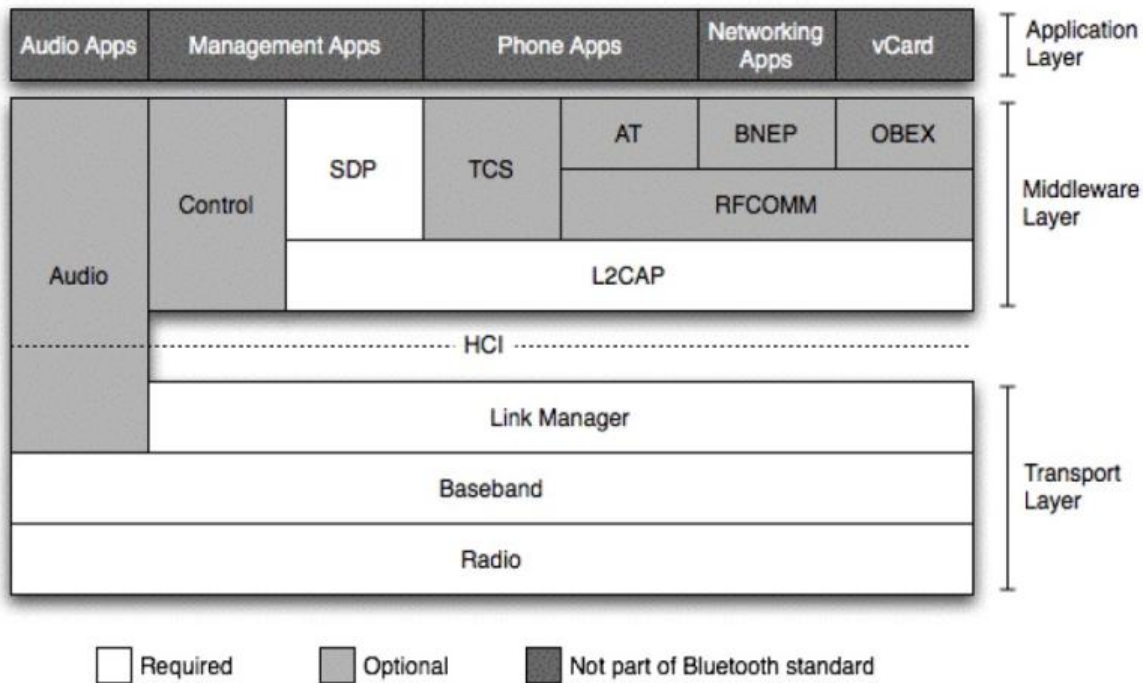 Audio Apps
Management Apps
Phone Apps
Networking
Apps
vCard
Application
Layer
Audio
Control
SDP
TCS
AT
BNEP
OBEX
RFCOMM
L2CAP
Middleware
Layer
HCI
Link Manager
Baseband
Radio
Transport
Layer
Required
Optional
Not part of Bluetooth standard